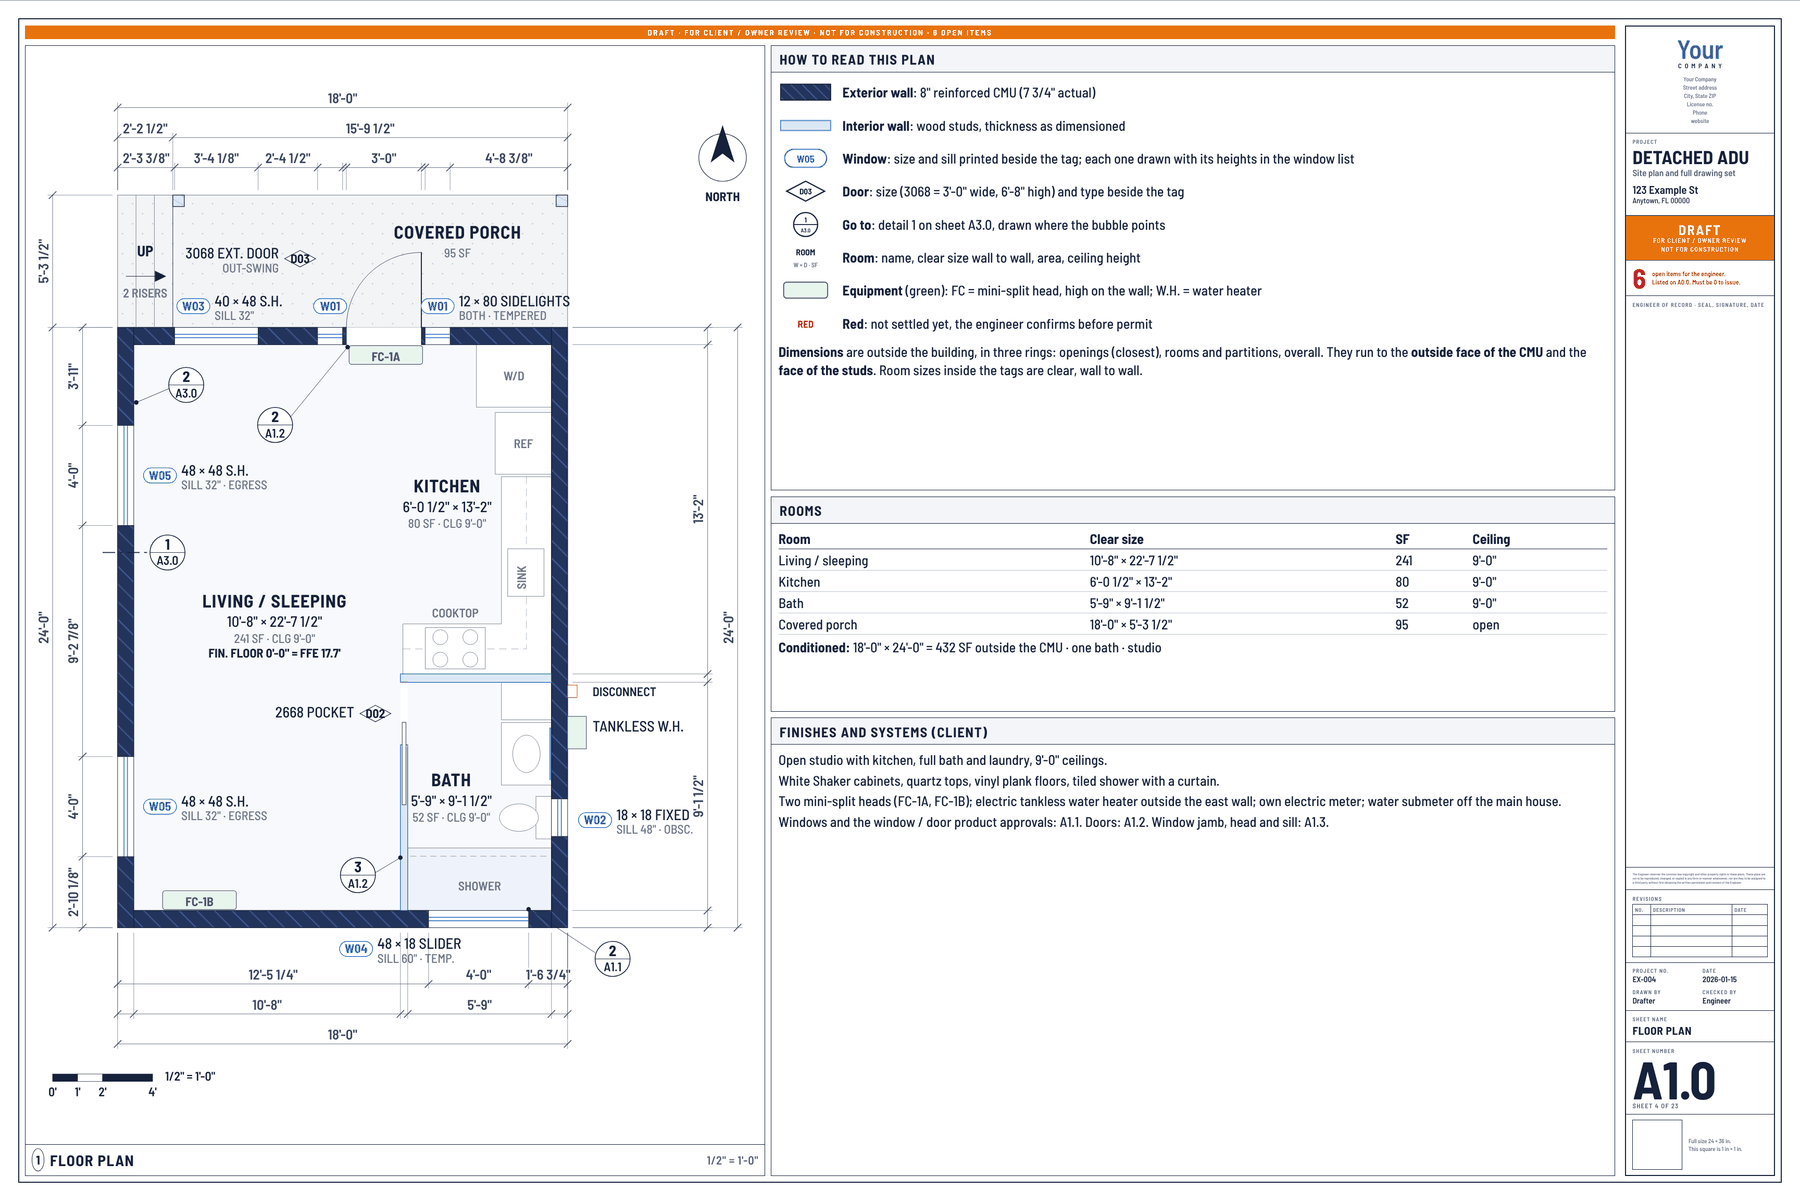 DRAFT · FOR CLIENT / OWNER REVIEW · NOT FOR CONSTRUCTION · 6 OPEN ITEMS
18'-0"
2'-2 1/2"
15'-9 1/2"
2'-3 3/8"
3'-4 1/8"
2'-4 1/2"
3'-0"
4'-8 3/8"
NORTH
5'-3 1/2"
UP
2 RISERS
3068 EXT. DOOR
OUT-SWING
D03
COVERED PORCH
95 SF
W03
40 × 48 S.H.
SILL 32"
W01
W01
12 × 80 SIDELIGHTS
BOTH · TEMPERED
FC-1A
W/D
REF
2
A3.0
2
A1.2
3'-11"
4'-0"
W05
48 × 48 S.H.
SILL 32" · EGRESS
KITCHEN
6'-0 1/2" × 13'-2"
80 SF · CLG 9'-0"
13'-2"
1
A3.0
SINK
COOKTOP
LIVING / SLEEPING
10'-8" × 22'-7 1/2"
241 SF · CLG 9'-0"
FIN. FLOOR 0'-0" = FFE 17.7'
24'-0"
9'-2 7/8"
24'-0"
DISCONNECT
TANKLESS W.H.
2668 POCKET
D02
BATH
5'-9" × 9'-1 1/2"
52 SF · CLG 9'-0"
9'-1 1/2"
4'-0"
W05
48 × 48 S.H.
SILL 32" · EGRESS
W02
18 × 18 FIXED
SILL 48" · OBSC.
3
A1.2
SHOWER
2'-10 1/8"
FC-1B
W04
48 × 18 SLIDER
SILL 60" · TEMP.
2
A1.1
12'-5 1/4"
4'-0"
1'-6 3/4"
10'-8"
5'-9"
18'-0"
1/2" = 1'-0"
0'
1'
2'
4'
1
FLOOR PLAN
1/2" = 1'-0"
HOW TO READ THIS PLAN
Exterior wall: 8" reinforced CMU (7 3/4" actual)
Interior wall: wood studs, thickness as dimensioned
W05
Window: size and sill printed beside the tag; each one drawn with its heights in the window list
D03
Door: size (3068 = 3'-0" wide, 6'-8" high) and type beside the tag
1
A3.0
Go to: detail 1 on sheet A3.0, drawn where the bubble points
ROOM
W × D · SF
Room: name, clear size wall to wall, area, ceiling height
Equipment (green): FC = mini-split head, high on the wall; W.H. = water heater
RED
Red: not settled yet, the engineer confirms before permit
Dimensions are outside the building, in three rings: openings (closest), rooms and partitions, overall. They run to the outside face of the CMU and the
face of the studs. Room sizes inside the tags are clear, wall to wall.
ROOMS
Room Clear size SF Ceiling
Living / sleeping 10'-8" × 22'-7 1/2" 241 9'-0"
Kitchen 6'-0 1/2" × 13'-2" 80 9'-0"
Bath 5'-9" × 9'-1 1/2" 52 9'-0"
Covered porch 18'-0" × 5'-3 1/2" 95 open
Conditioned: 18'-0" × 24'-0" = 432 SF outside the CMU · one bath · studio
FINISHES AND SYSTEMS (CLIENT)
Open studio with kitchen, full bath and laundry, 9'-0" ceilings.
White Shaker cabinets, quartz tops, vinyl plank floors, tiled shower with a curtain.
Two mini-split heads (FC-1A, FC-1B); electric tankless water heater outside the east wall; own electric meter; water submeter off the main house.
Windows and the window / door product approvals: A1.1. Doors: A1.2. Window jamb, head and sill: A1.3.
Your
COMPANY
Your Company
Street address
City, State ZIP
License no.
Phone
website
PROJECT
DETACHED ADU
Site plan and full drawing set
123 Example St
Anytown, FL 00000
DRAFT
FOR CLIENT / OWNER REVIEW
NOT FOR CONSTRUCTION
6
open items for the engineer.
Listed on A0.0. Must be 0 to issue.
ENGINEER OF RECORD · SEAL, SIGNATURE, DATE
REVISIONS
NO. DESCRIPTION DATE
PROJECT NO. DATE
EX-004 2026-01-15
DRAWN BY CHECKED BY
Drafter Engineer
SHEET NAME
FLOOR PLAN
SHEET NUMBER
A1.0
SHEET 4 OF 23
Full size 24 × 36 in.
This square is 1 in × 1 in.